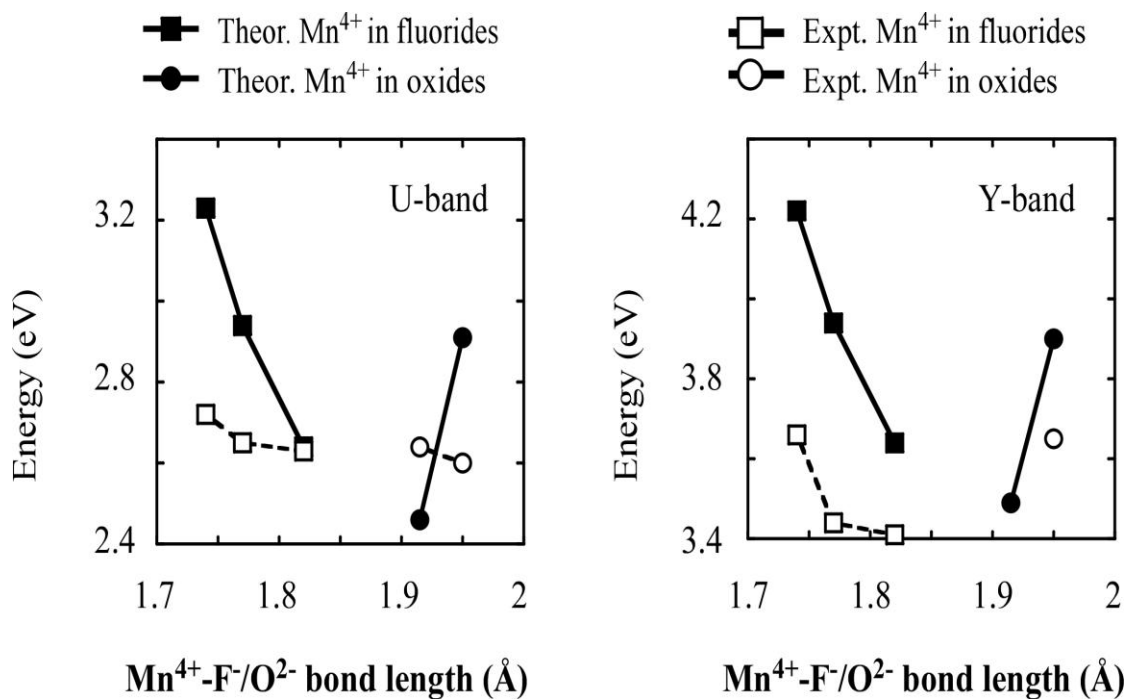 Theor. Mn⁴⁺ in fluorides
Theor. Mn⁴⁺ in oxides
Expt. Mn⁴⁺ in fluorides
Expt. Mn⁴⁺ in oxides
U-band
3.2
2.8
2.4
Energy (eV)
1.7 1.8 1.9 2
Mn⁴⁺-F⁻/O²⁻ bond length (Å)
Y-band
4.2
3.8
3.4
Energy (eV)
1.7 1.8 1.9 2
Mn⁴⁺-F⁻/O²⁻ bond length (Å)